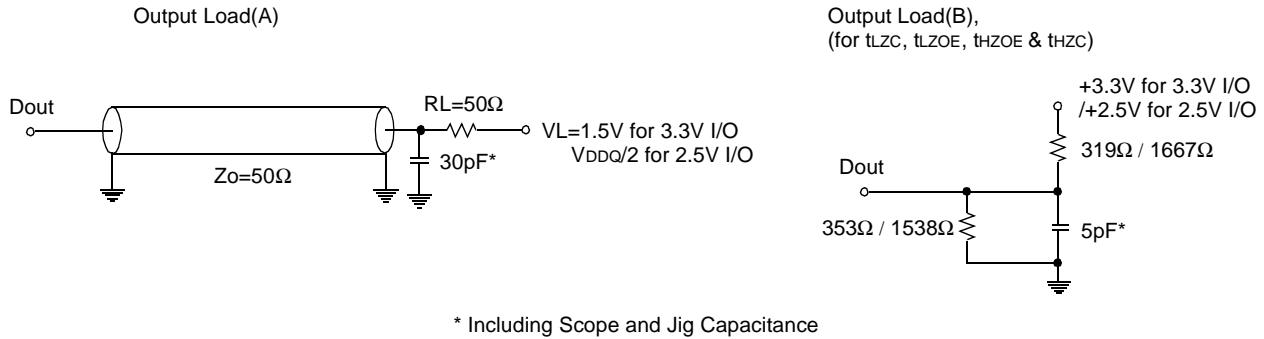 Output Load(A)
Dout
Zo=50Ω
RL=50Ω
30pF*
VL=1.5V for 3.3V I/O
VDDQ/2 for 2.5V I/O
Output Load(B),
(for tLZC, tLZOE, tHZOE & tHZC)
+3.3V for 3.3V I/O
/+2.5V for 2.5V I/O
319Ω / 1667Ω
Dout
353Ω / 1538Ω
5pF*
* Including Scope and Jig Capacitance